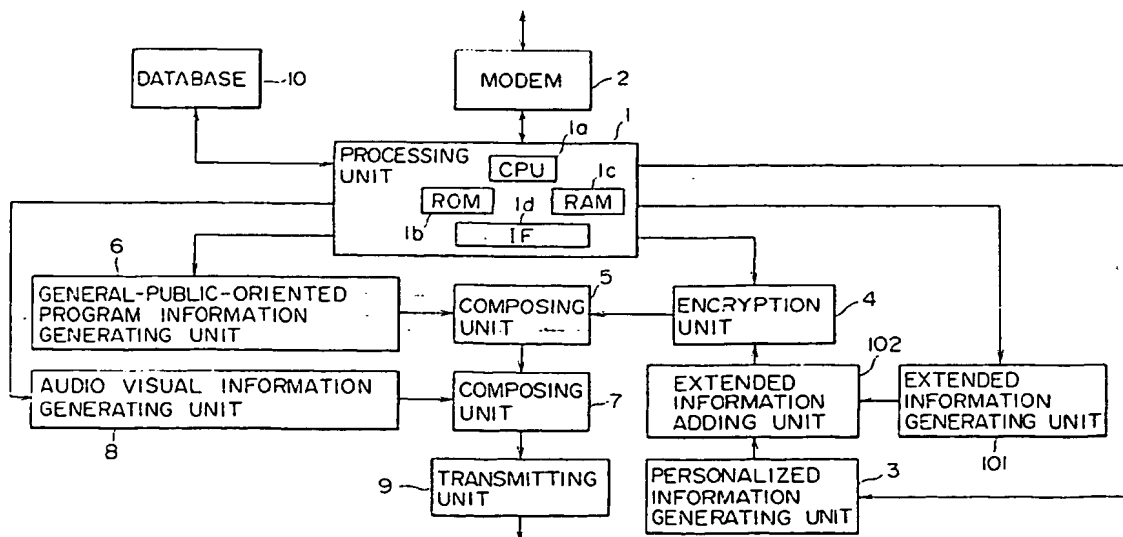 DATABASE
10
MODEM
2
1
PROCESSING
UNIT
1a
CPU
1c
ROM
RAM
1b
1d
IF
6
GENERAL-PUBLIC-ORIENTED
PROGRAM INFORMATION
GENERATING UNIT
5
COMPOSING
UNIT
ENCRYPTION
UNIT
4
102
AUDIO VISUAL INFORMATION
GENERATING UNIT
8
COMPOSING
UNIT
7
EXTENDED
INFORMATION
ADDING UNIT
EXTENDED
INFORMATION
GENERATING UNIT
101
9
TRANSMITTING
UNIT
3
PERSONALIZED
INFORMATION
GENERATING UNIT